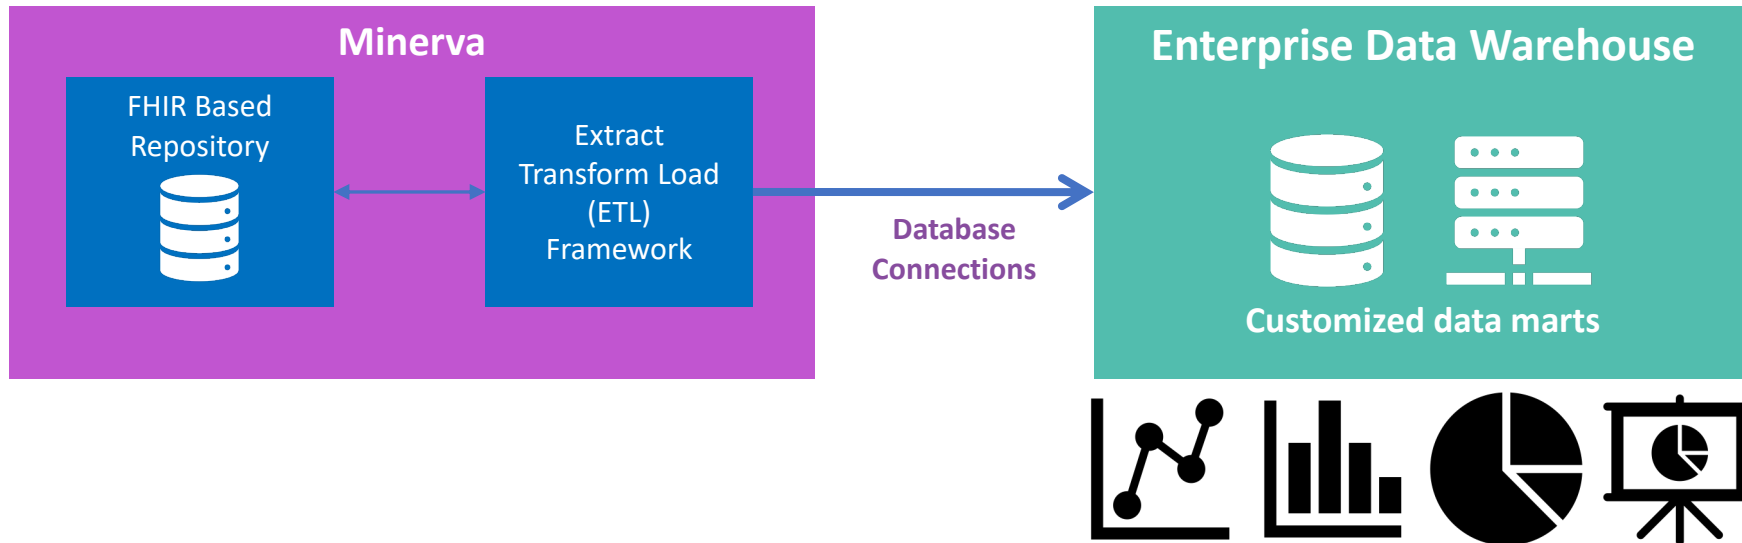 Minerva
FHIR Based
Repository
Extract
Transform Load
(ETL)
Framework
Database
Connections
Enterprise Data Warehouse
Customized data marts